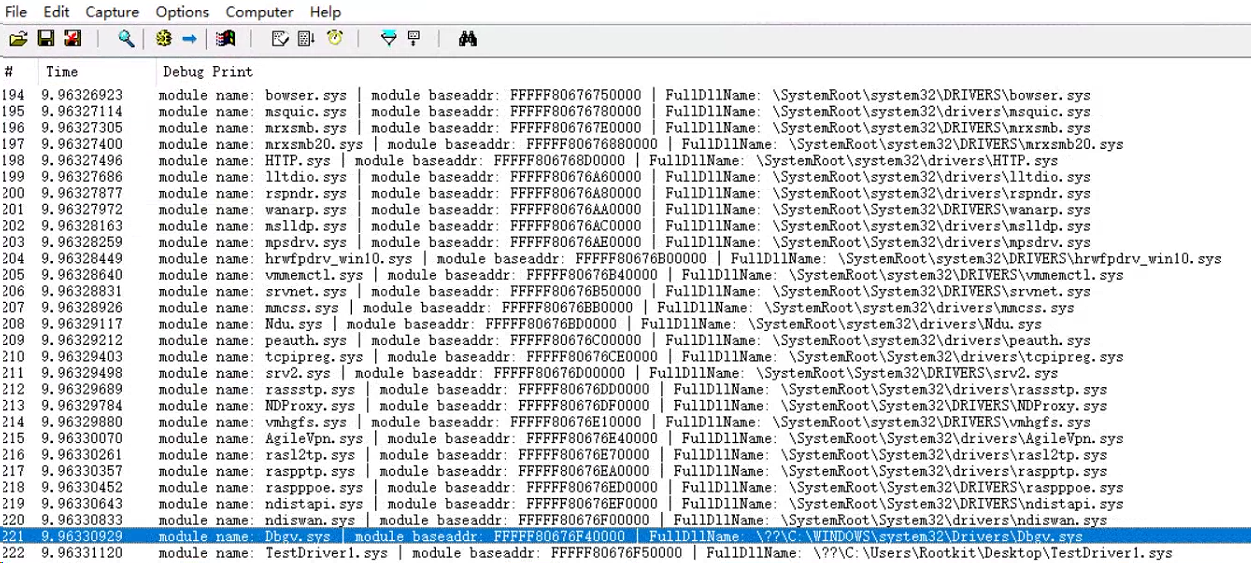 File Edit Capture Options Computer Help
# Time Debug Print
194 9.96326923 module name: bowser.sys | module baseaddr: FFFFF80676750000 | FullDllName: \SystemRoot\system32\DRIVERS\bowser.sys
195 9.96327114 module name: msquic.sys | module baseaddr: FFFFF80676780000 | FullDllName: \SystemRoot\system32\drivers\msquic.sys
196 9.96327305 module name: mrxsmb.sys | module baseaddr: FFFFF806767E0000 | FullDllName: \SystemRoot\system32\DRIVERS\mrxsmb.sys
197 9.96327400 module name: mrxsmb20.sys | module baseaddr: FFFFF80676880000 | FullDllName: \SystemRoot\system32\DRIVERS\mrxsmb20.sys
198 9.96327496 module name: HTTP.sys | module baseaddr: FFFFF806768D0000 | FullDllName: \SystemRoot\system32\drivers\HTTP.sys
199 9.96327686 module name: lltdio.sys | module baseaddr: FFFFF80676A60000 | FullDllName: \SystemRoot\system32\drivers\lltdio.sys
200 9.96327877 module name: rspndr.sys | module baseaddr: FFFFF80676A80000 | FullDllName: \SystemRoot\system32\drivers\rspndr.sys
201 9.96327972 module name: wanarp.sys | module baseaddr: FFFFF80676AA0000 | FullDllName: \SystemRoot\System32\DRIVERS\wanarp.sys
202 9.96328163 module name: mslldp.sys | module baseaddr: FFFFF80676AC0000 | FullDllName: \SystemRoot\system32\drivers\mslldp.sys
203 9.96328259 module name: mpsdrv.sys | module baseaddr: FFFFF80676AE0000 | FullDllName: \SystemRoot\System32\drivers\mpsdrv.sys
204 9.96328449 module name: hrwfpdrv_win10.sys | module baseaddr: FFFFF80676B00000 | FullDllName: \SystemRoot\system32\DRIVERS\hrwfpdrv_win10.sys
205 9.96328640 module name: vmmemctl.sys | module baseaddr: FFFFF80676B40000 | FullDllName: \SystemRoot\system32\DRIVERS\vmmemctl.sys
206 9.96328831 module name: srvnet.sys | module baseaddr: FFFFF80676B50000 | FullDllName: \SystemRoot\System32\DRIVERS\srvnet.sys
207 9.96328926 module name: mmcss.sys | module baseaddr: FFFFF80676BB0000 | FullDllName: \SystemRoot\system32\drivers\mmcss.sys
208 9.96329117 module name: Ndu.sys | module baseaddr: FFFFF80676BD0000 | FullDllName: \SystemRoot\system32\drivers\Ndu.sys
209 9.96329212 module name: peauth.sys | module baseaddr: FFFFF80676C00000 | FullDllName: \SystemRoot\system32\drivers\peauth.sys
210 9.96329403 module name: tcpipreg.sys | module baseaddr: FFFFF80676CE0000 | FullDllName: \SystemRoot\System32\drivers\tcpipreg.sys
211 9.96329498 module name: srv2.sys | module baseaddr: FFFFF80676D00000 | FullDllName: \SystemRoot\System32\DRIVERS\srv2.sys
212 9.96329689 module name: rassstp.sys | module baseaddr: FFFFF80676DD0000 | FullDllName: \SystemRoot\System32\drivers\rassstp.sys
213 9.96329784 module name: NDProxy.sys | module baseaddr: FFFFF80676DF0000 | FullDllName: \SystemRoot\System32\DRIVERS\NDProxy.sys
214 9.96329880 module name: vmhgfs.sys | module baseaddr: FFFFF80676E10000 | FullDllName: \SystemRoot\system32\DRIVERS\vmhgfs.sys
215 9.96330070 module name: AgileVpn.sys | module baseaddr: FFFFF80676E40000 | FullDllName: \SystemRoot\System32\drivers\AgileVpn.sys
216 9.96330261 module name: rasl2tp.sys | module baseaddr: FFFFF80676E70000 | FullDllName: \SystemRoot\System32\drivers\rasl2tp.sys
217 9.96330357 module name: raspptp.sys | module baseaddr: FFFFF80676EA0000 | FullDllName: \SystemRoot\System32\drivers\raspptp.sys
218 9.96330452 module name: raspppoe.sys | module baseaddr: FFFFF80676ED0000 | FullDllName: \SystemRoot\System32\DRIVERS\raspppoe.sys
219 9.96330643 module name: ndistapi.sys | module baseaddr: FFFFF80676EF0000 | FullDllName: \SystemRoot\System32\DRIVERS\ndistapi.sys
220 9.96330833 module name: ndiswan.sys | module baseaddr: FFFFF80676F00000 | FullDllName: \SystemRoot\System32\drivers\ndiswan.sys
221 9.96330929 module name: Dbgv.sys | module baseaddr: FFFFF80676F40000 | FullDllName: \??\C:\WINDOWS\system32\Drivers\Dbgv.sys
222 9.96331120 module name: TestDriver1.sys | module baseaddr: FFFFF80676F50000 | FullDllName: \??\C:\Users\Rootkit\Desktop\TestDriver1.sys